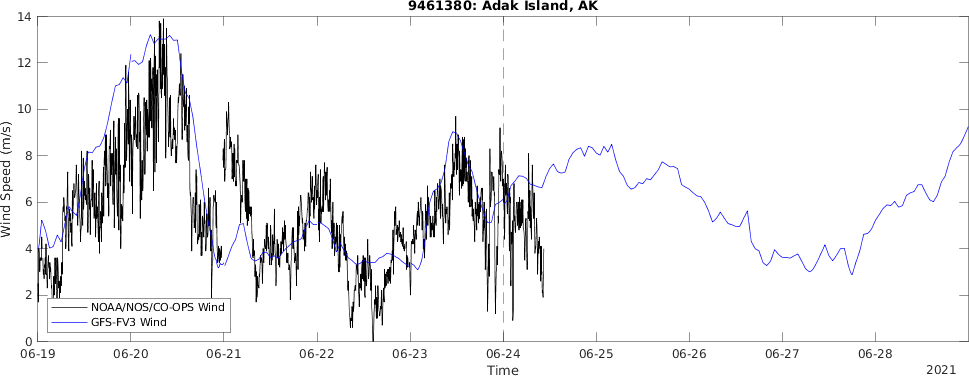 9461380: Adak Island, AK
Wind Speed (m/s)
14
12
10
8
6
4
2
0
NOAA/NOS/CO-OPS Wind
GFS-FV3 Wind
06-19 06-20 06-21 06-22 06-23 06-24 06-25 06-26 06-27 06-28
Time
2021